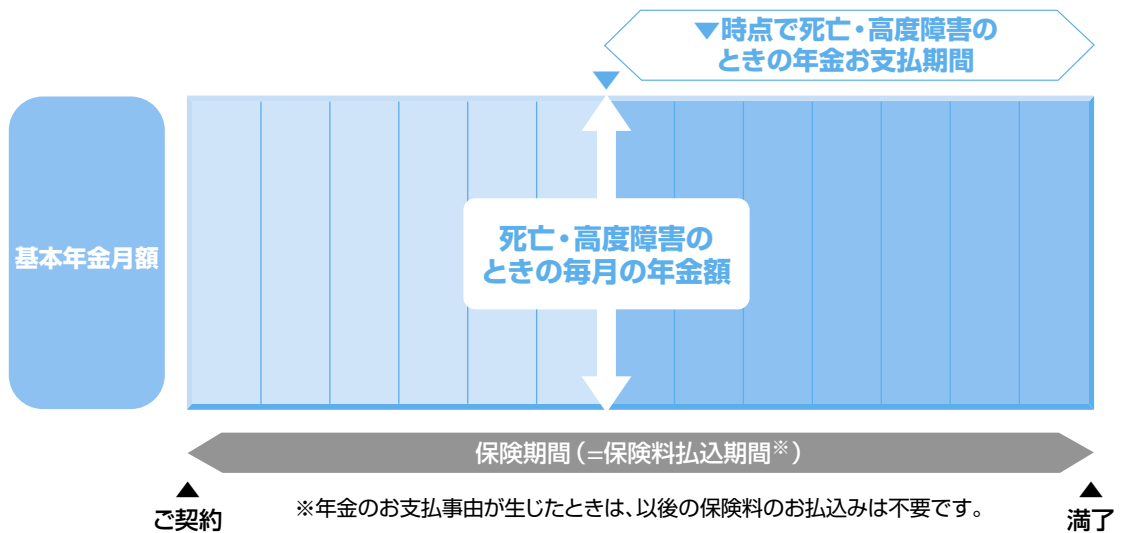 ▼時点で死亡・高度障害の
ときの年金お支払期間
基本年金月額
死亡・高度障害の
ときの毎月の年金額
保険期間(=保険料払込期間※)
ご契約
※年金のお支払事由が生じたときは、以後の保険料のお払込みは不要です。
満了